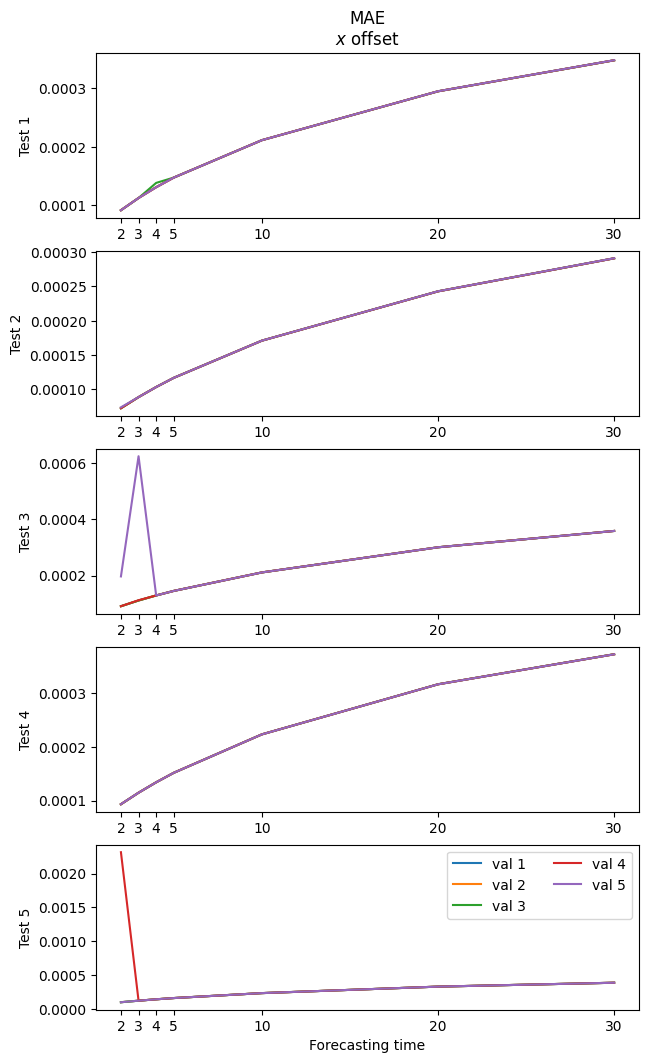 MAE
x offset
Test 1
0.0003
0.0002
0.0001
2 3 4 5 10 20 30
Test 2
0.00030
0.00025
0.00020
0.00015
0.00010
2 3 4 5 10 20 30
Test 3
0.0006
0.0004
0.0002
2 3 4 5 10 20 30
Test 4
0.0003
0.0002
0.0001
2 3 4 5 10 20 30
Test 5
0.0020
0.0015
0.0010
0.0005
0.0000
val 1 val 4
val 2 val 5
val 3
2 3 4 5 10 20 30
Forecasting time